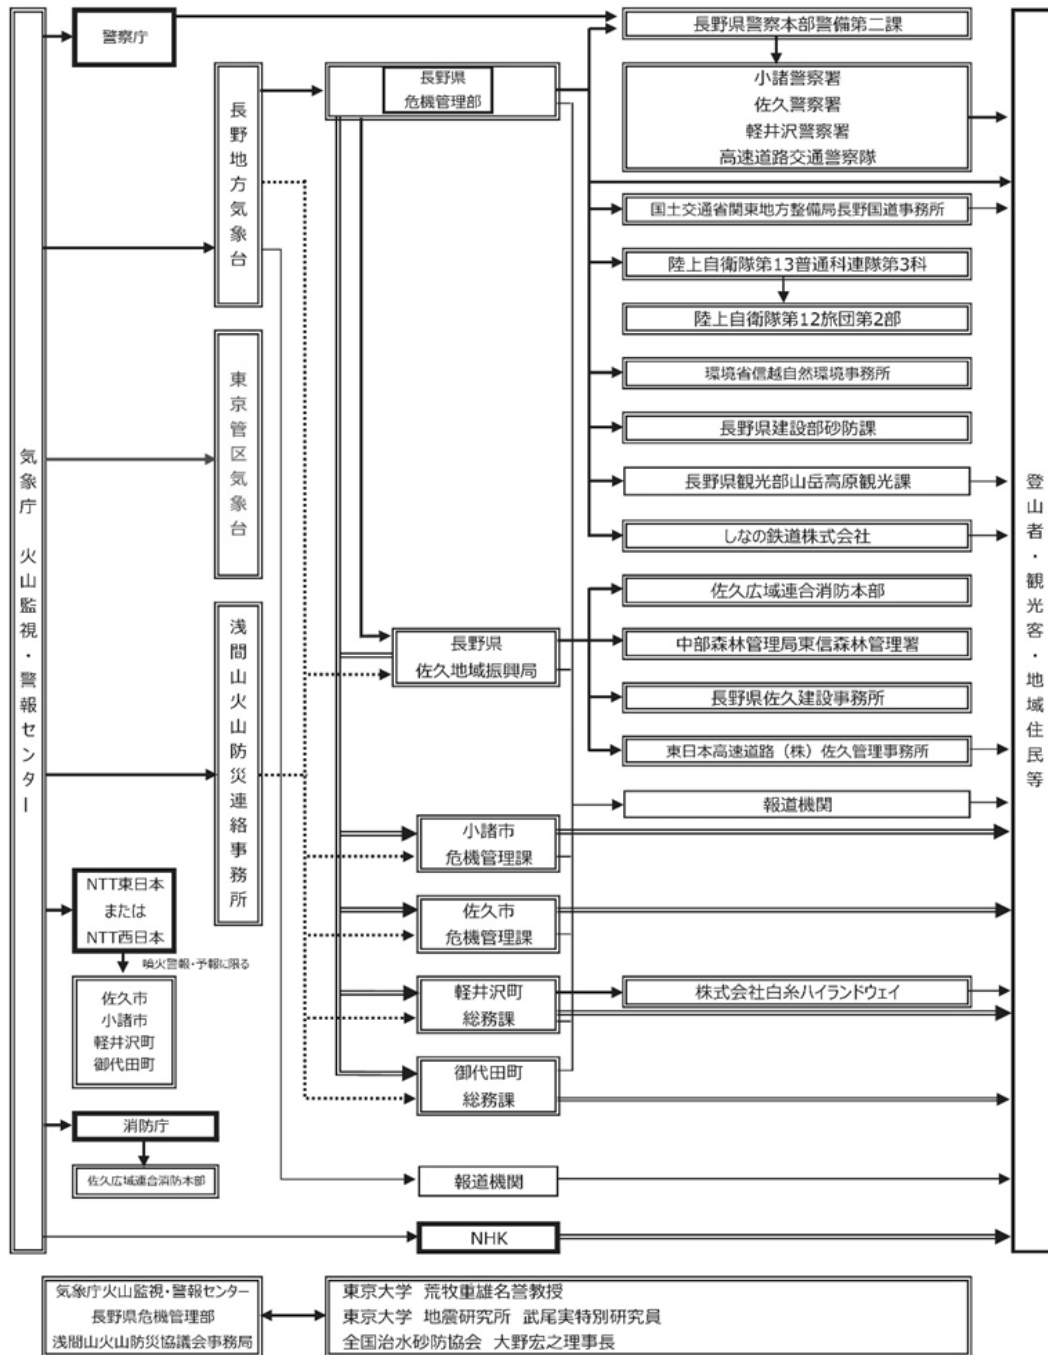 気象庁 火山監視・警報センター
警察庁
長野地方気象台
東京管区気象台
浅間山火山防災連絡事務所
NTT東日本
または
NTT西日本
噴火警報・予報に限る
佐久市
小諸市
軽井沢町
御代田町
消防庁
佐久広域連合消防本部
長野県
危機管理部
長野県
佐久地域振興局
小諸市
危機管理課
佐久市
危機管理課
軽井沢町
総務課
御代田町
総務課
報道機関
NHK
長野県警察本部警備第二課
小諸警察署
佐久警察署
軽井沢警察署
高速道路交通警察隊
国土交通省関東地方整備局長野国道事務所
陸上自衛隊第13普通科連隊第3科
陸上自衛隊第12旅団第2部
環境省信越自然環境事務所
長野県建設部砂防課
長野県観光部山岳高原観光課
しなの鉄道株式会社
佐久広域連合消防本部
中部森林管理局東信森林管理署
長野県佐久建設事務所
東日本高速道路（株）佐久管理事務所
報道機関
株式会社白糸ハイランドウェイ
登山者・観光客・地域住民等
気象庁火山監視・警報センター
長野県危機管理部
浅間山火山防災協議会事務局
東京大学 荒牧重雄名誉教授
東京大学 地震研究所 武尾実特別研究員
全国治水砂防協会 大野宏之理事長